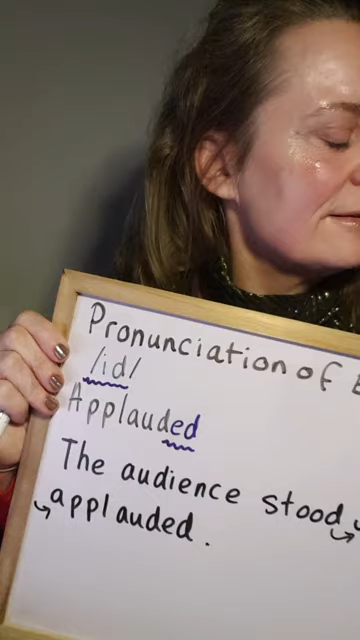 Pronunciation of E
/id/
Applauded
The audience stood
applauded.